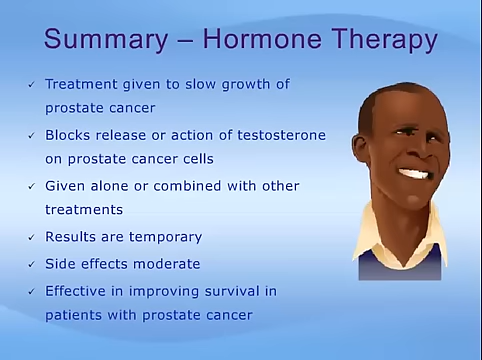 Summary – Hormone Therapy
✓ Treatment given to slow growth of
prostate cancer
✓ Blocks release or action of testosterone
on prostate cancer cells
✓ Given alone or combined with other
treatments
✓ Results are temporary
✓ Side effects moderate
✓ Effective in improving survival in
patients with prostate cancer